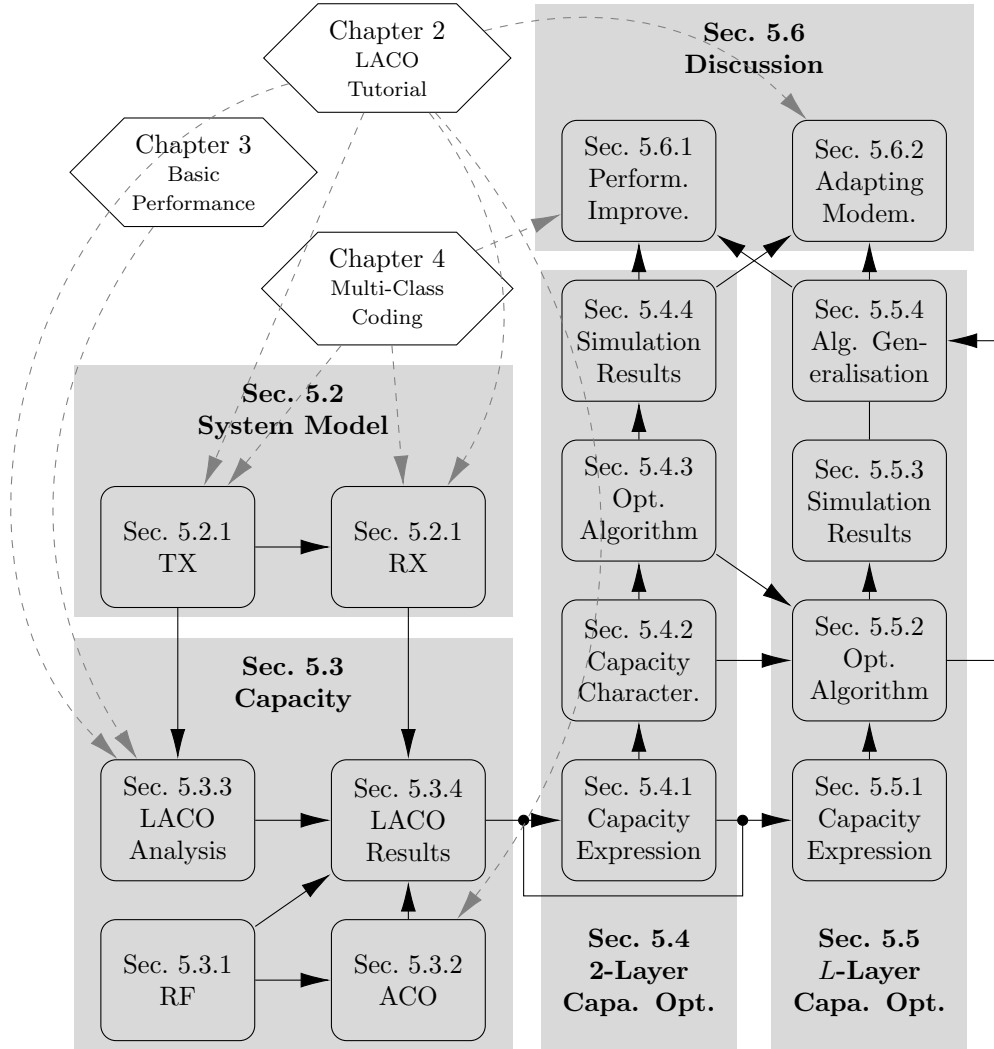 Chapter 2
LACO
Tutorial
Sec. 5.6
Discussion
Chapter 3
Basic
Performance
Sec. 5.6.1
Perform.
Improve.
Sec. 5.6.2
Adapting
Modem.
Chapter 4
Multi-Class
Coding
Sec. 5.4.4
Simulation
Results
Sec. 5.5.4
Alg. Gen-
eralisation
Sec. 5.2
System Model
Sec. 5.4.3
Opt.
Algorithm
Sec. 5.5.3
Simulation
Results
Sec. 5.2.1
TX
Sec. 5.2.1
RX
Sec. 5.4.2
Capacity
Character.
Sec. 5.5.2
Opt.
Algorithm
Sec. 5.3
Capacity
Sec. 5.3.3
LACO
Analysis
Sec. 5.3.4
LACO
Results
Sec. 5.4.1
Capacity
Expression
Sec. 5.5.1
Capacity
Expression
Sec. 5.3.1
RF
Sec. 5.3.2
ACO
Sec. 5.4
2-Layer
Capa. Opt.
Sec. 5.5
L-Layer
Capa. Opt.